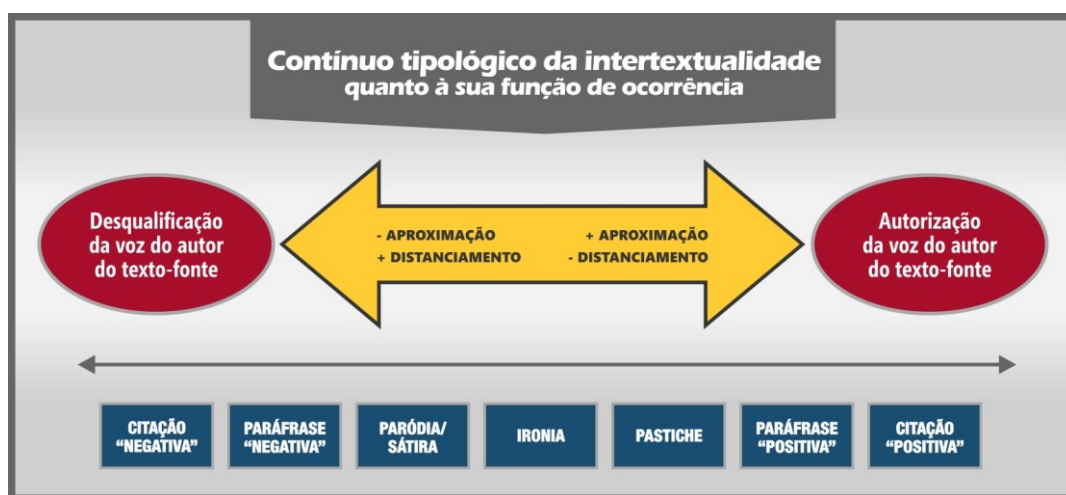 Contínuo tipológico da intertextualidade
quanto à sua função de ocorrência
Desqualificação
da voz do autor
do texto-fonte
- APROXIMAÇÃO
+ DISTANCIAMENTO
+ APROXIMAÇÃO
- DISTANCIAMENTO
Autorização
da voz do autor
do texto-fonte
CITAÇÃO
“NEGATIVA”
PARÁFRASE
“NEGATIVA”
PARÓDIA/
SÁTIRA
IRONIA
PASTICHE
PARÁFRASE
“POSITIVA”
CITAÇÃO
“POSITIVA”